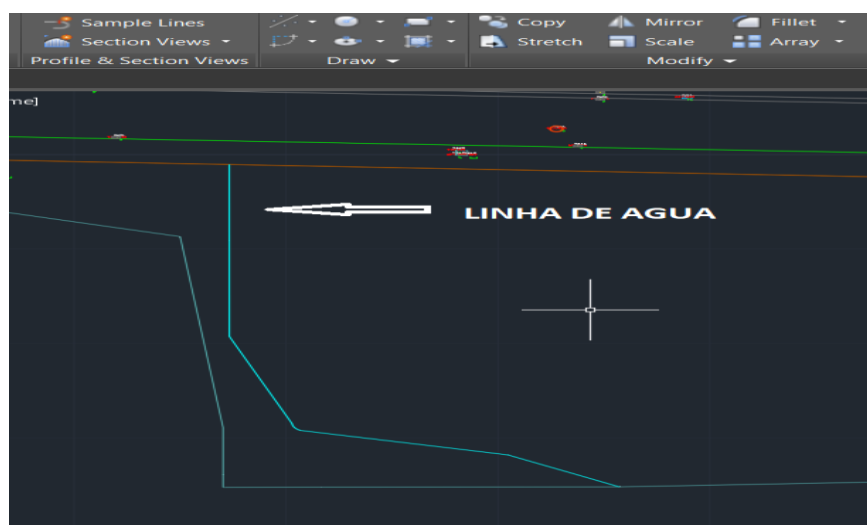 Sample Lines
Copy
Mirror
Fillet
Section Views
Stretch
Scale
Array
Profile & Section Views
Draw
Modify
me]
LINHA DE AGUA